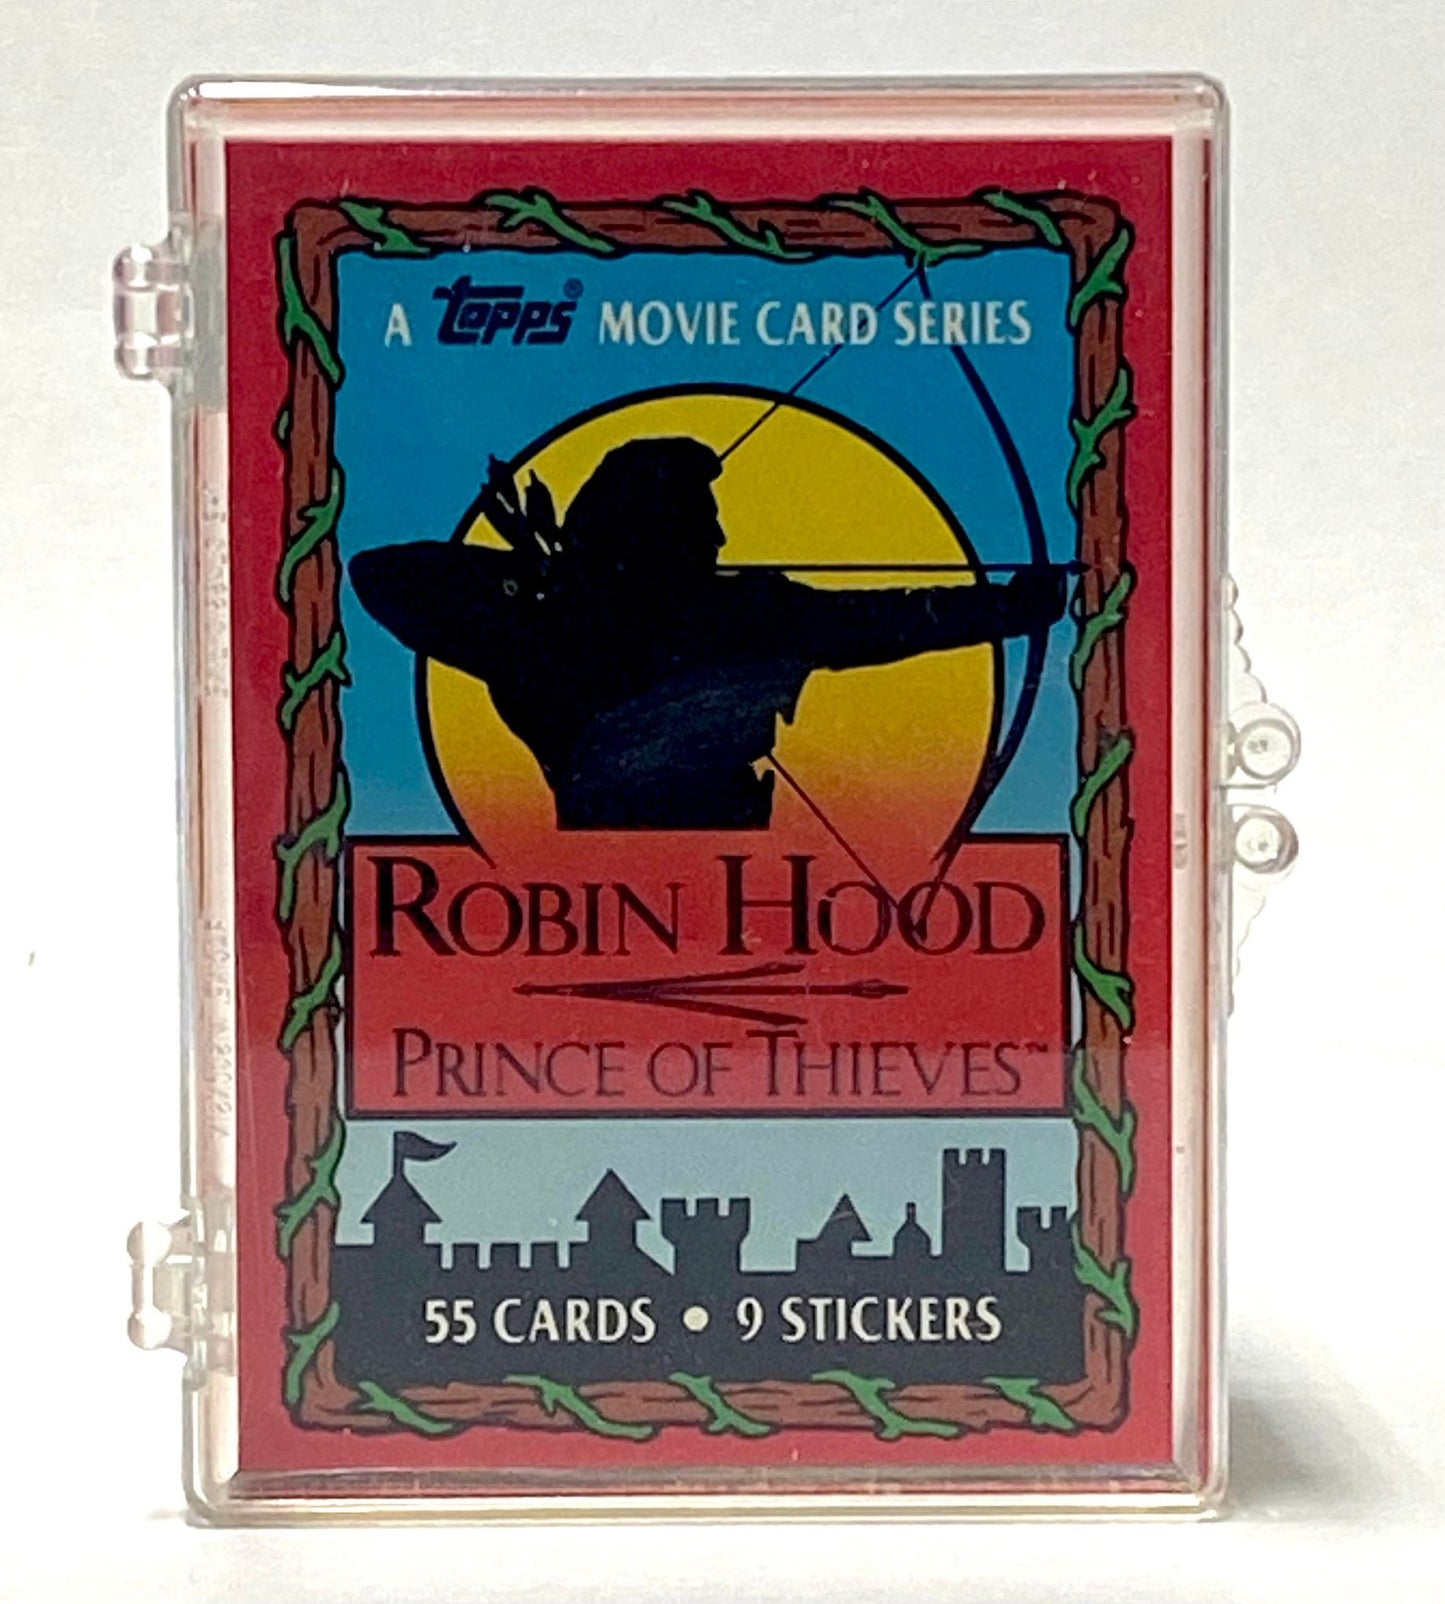 A Topps® MOVIE CARD SERIES
ROBIN HOOD
PRINCE OF THIEVES™
55 CARDS • 9 STICKERS